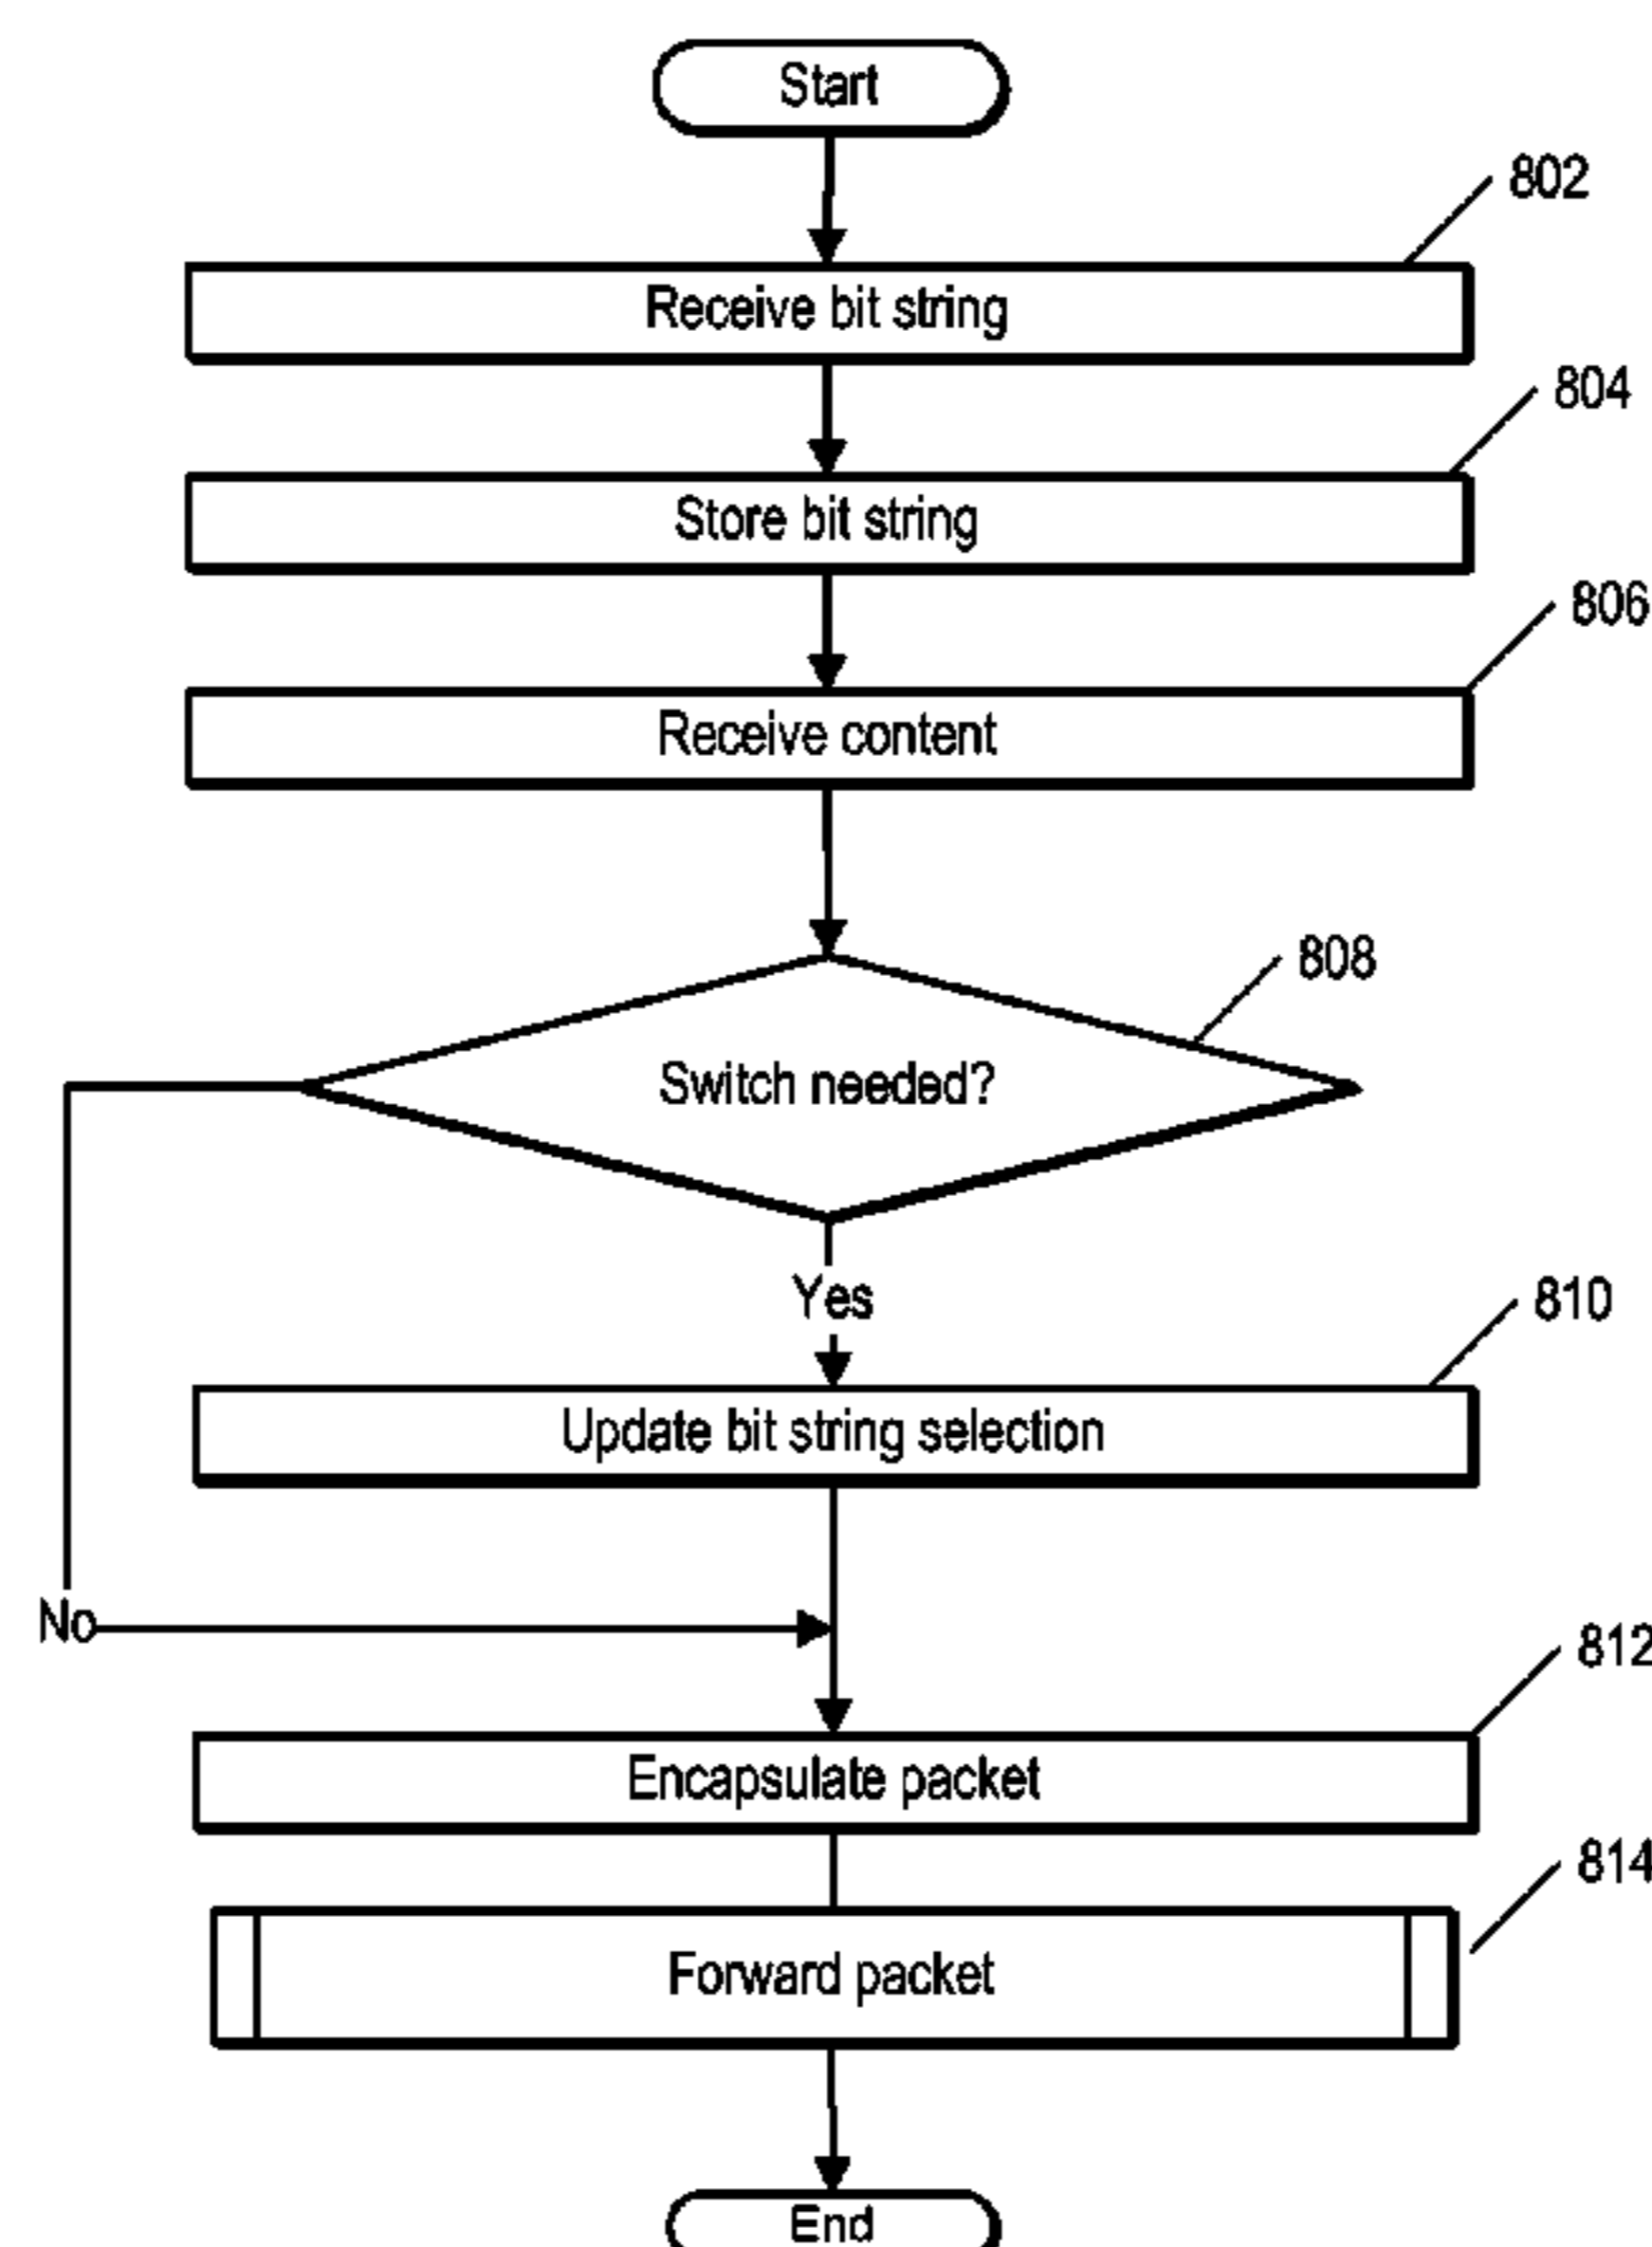 Start
802
Receive bit string
804
Store bit string
806
Receive content
808
Switch needed?
Yes
810
Update bit string selection
No
812
Encapsulate packet
814
Forward packet
End